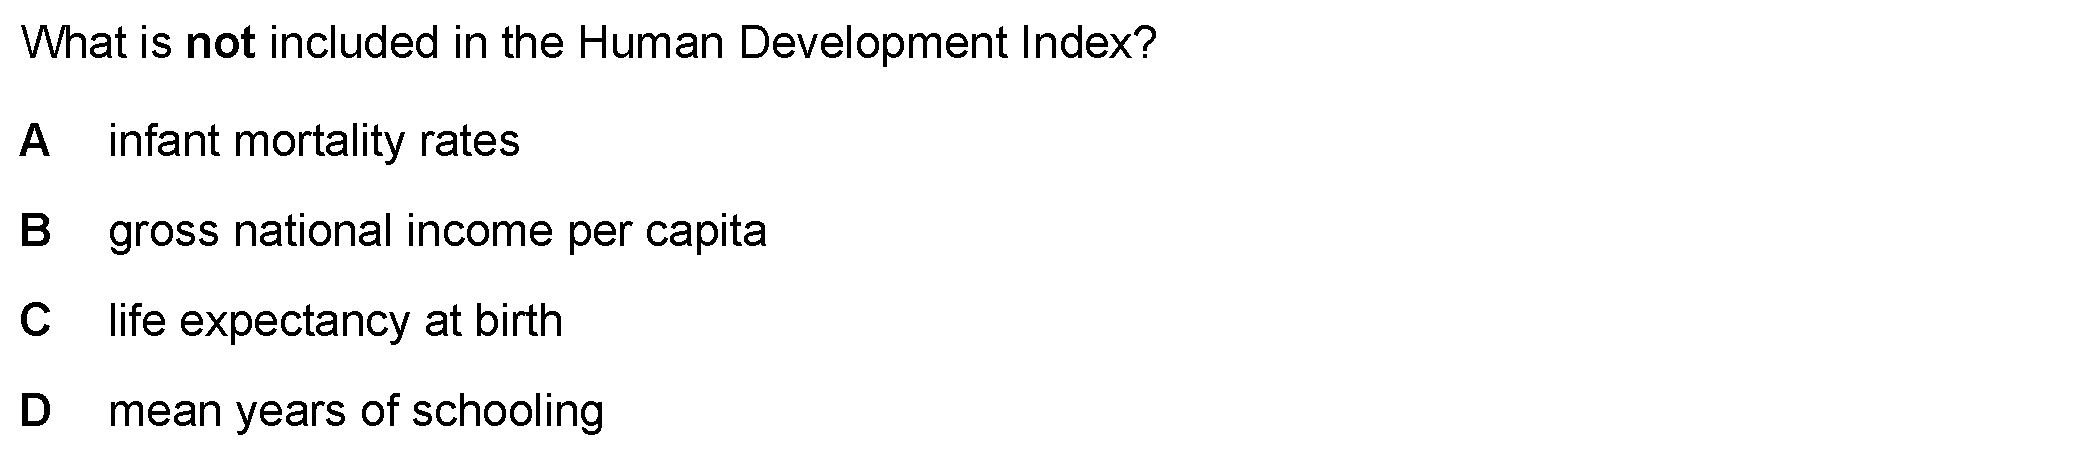 What is not included in the Human Development Index?
A infant mortality rates
B gross national income per capita
C life expectancy at birth
D mean years of schooling